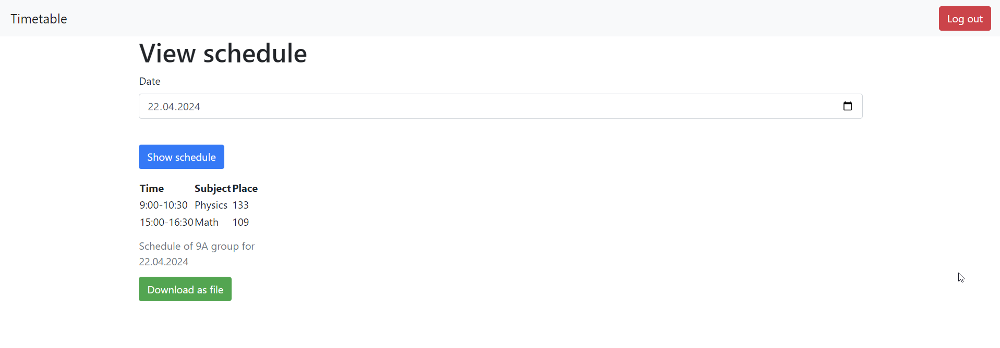 Timetable
Log out
View schedule
Date
22.04.2024
Show schedule
Time Subject Place
9:00-10:30 Physics 133
15:00-16:30 Math 109
Schedule of 9A group for
22.04.2024
Download as file